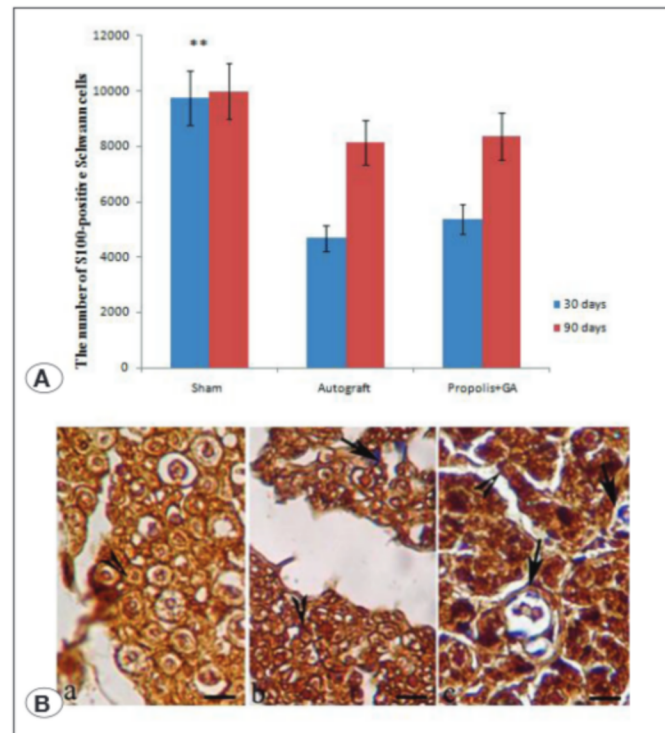 **
12000
10000
8000
6000
4000
2000
0
The number of S100-positive Schwann cells
Sham
Autograft
Propolis+GA
30 days
90 days
A
a
b
c
B